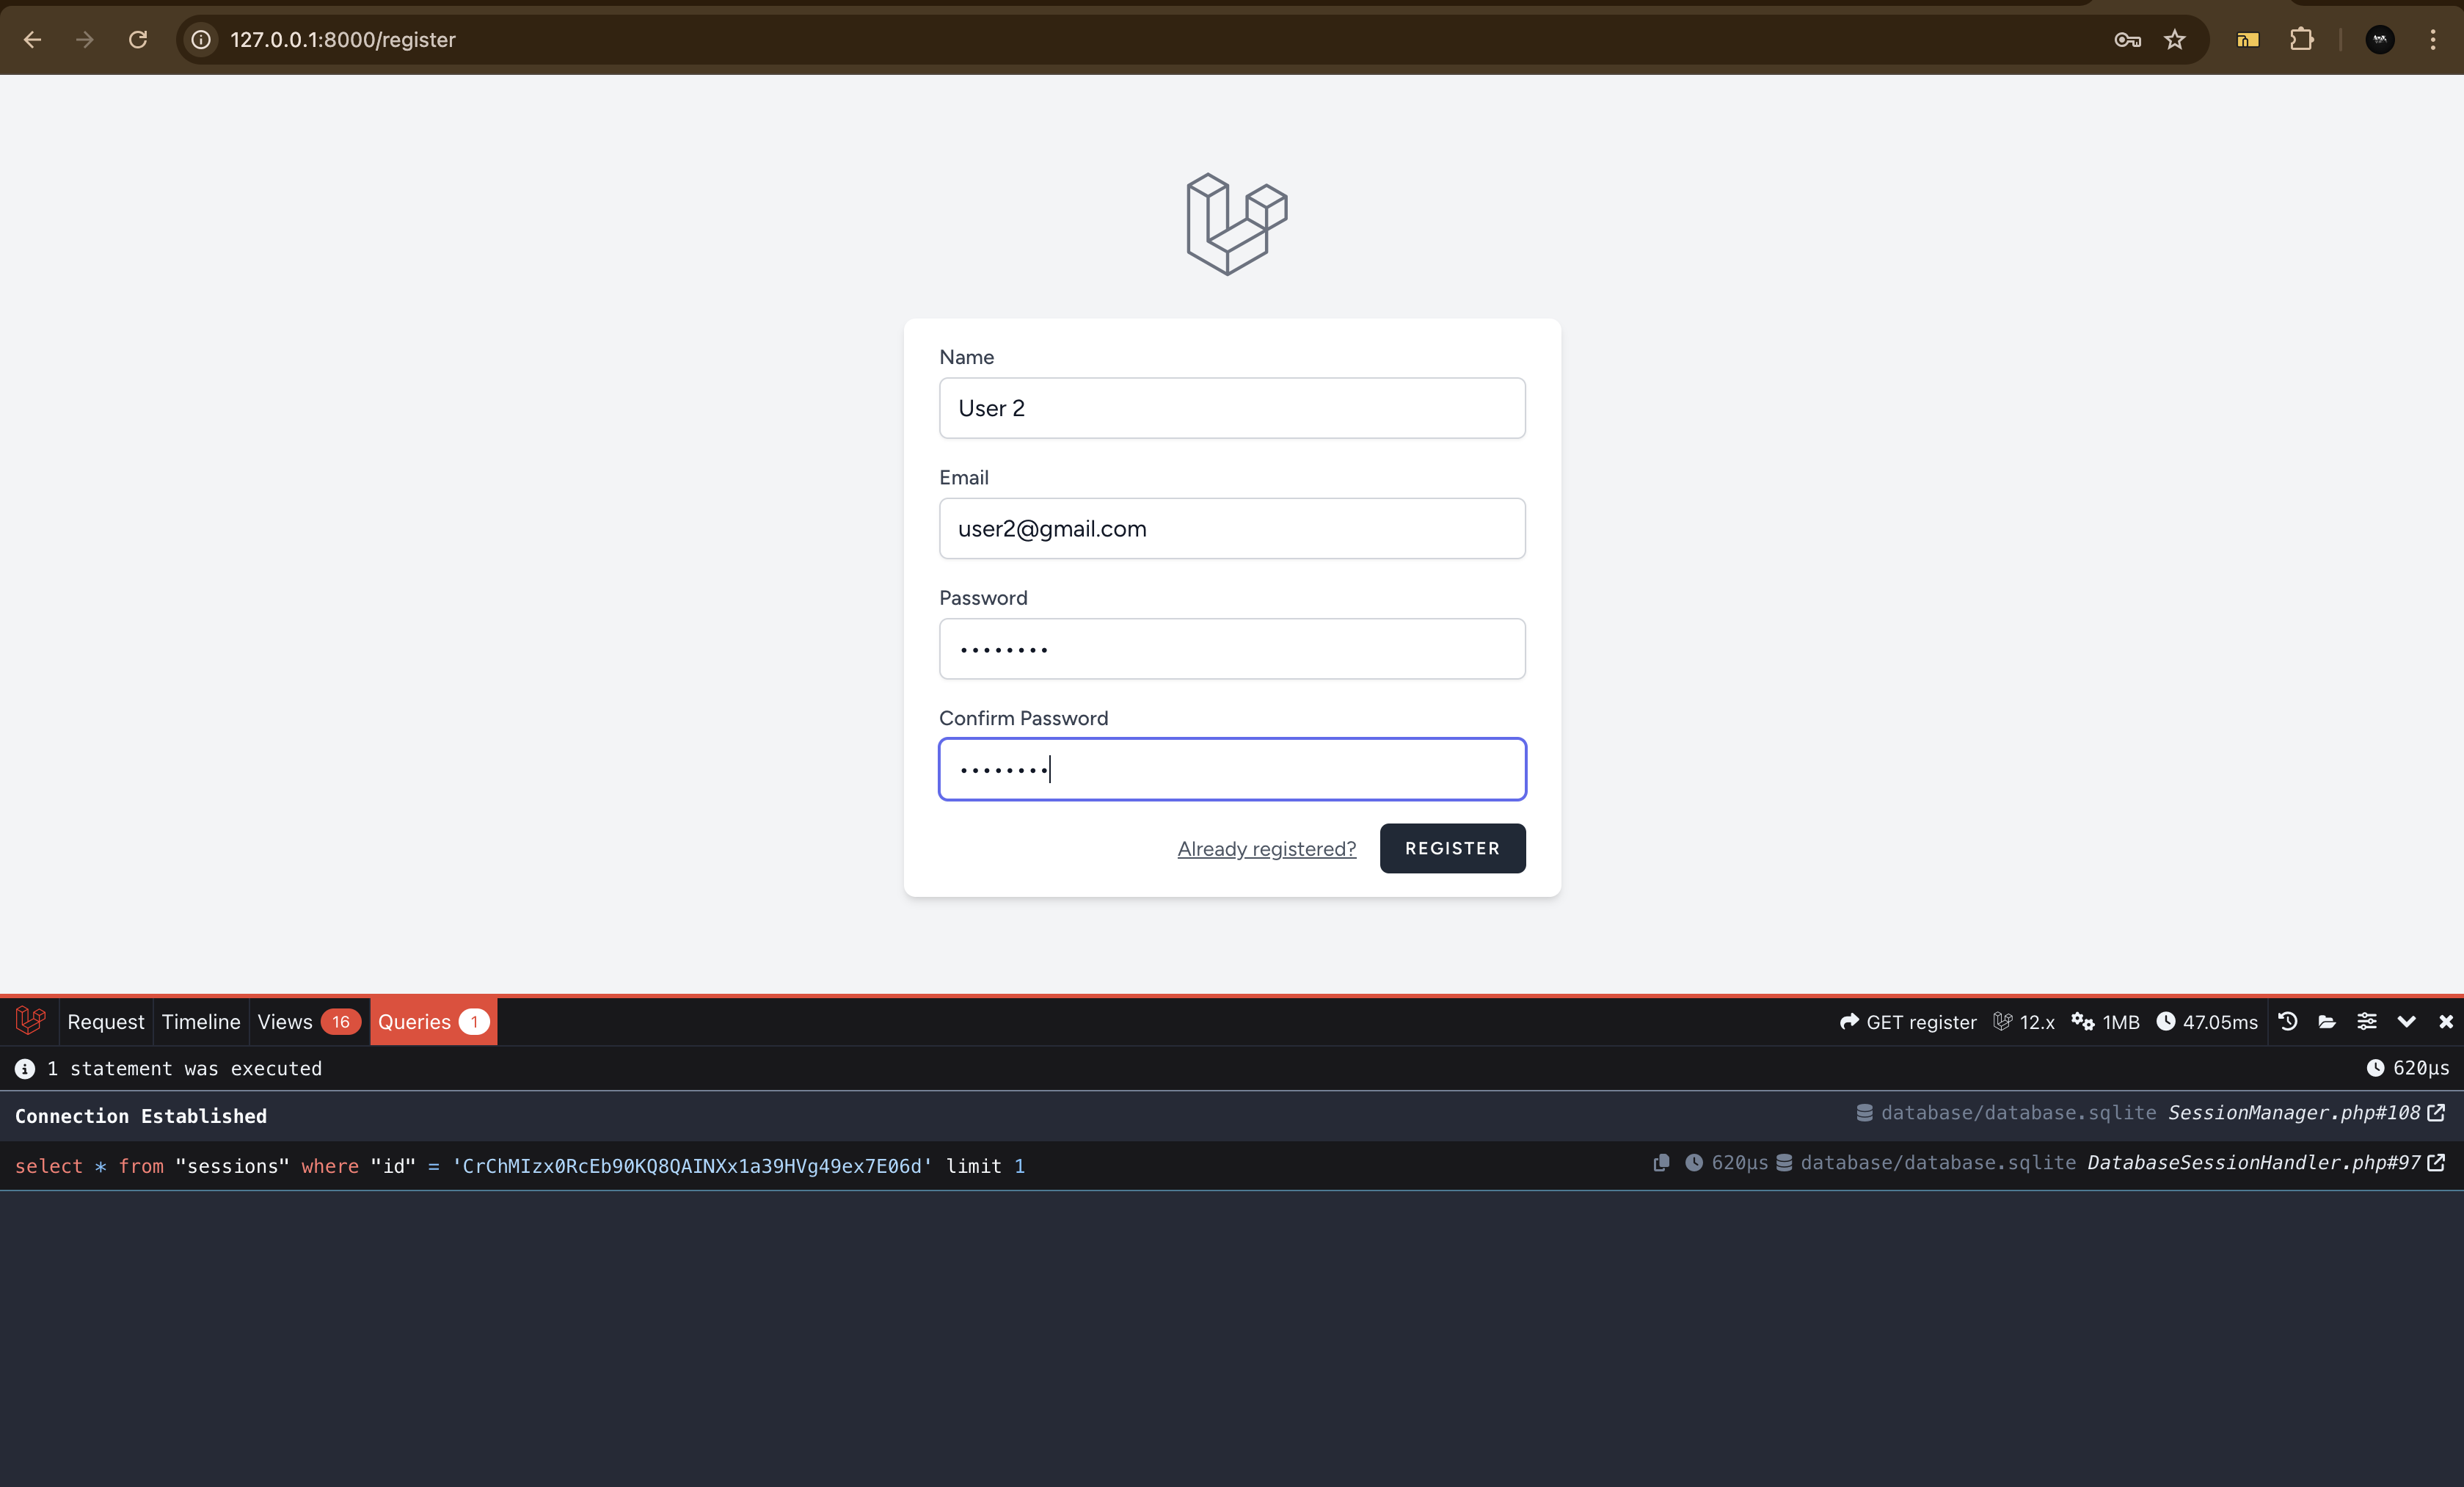 127.0.0.1:8000/register
Name
User 2
Email
user2@gmail.com
Password
••••••••
Confirm Password
••••••••
Already registered? REGISTER
Request Timeline Views 16 Queries 1 GET register 12.x 1MB 47.05ms
1 statement was executed 620µs
Connection Established database/database.sqlite SessionManager.php#108
select * from "sessions" where "id" = 'CrChMIzx0RcEb90KQ8QAINXx1a39HVg49ex7E06d' limit 1 620µs database/database.sqlite DatabaseSessionHandler.php#97